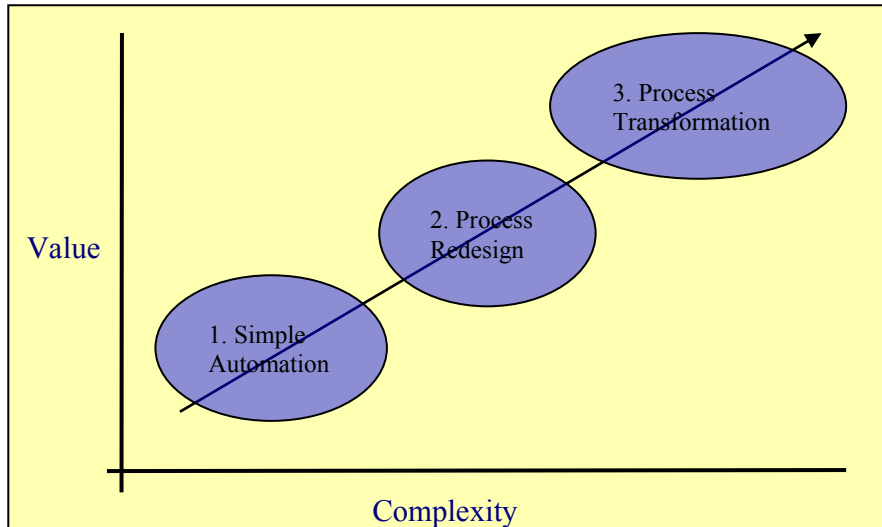 3. Process
Transformation
2. Process
Redesign
Value
1. Simple
Automation
Complexity